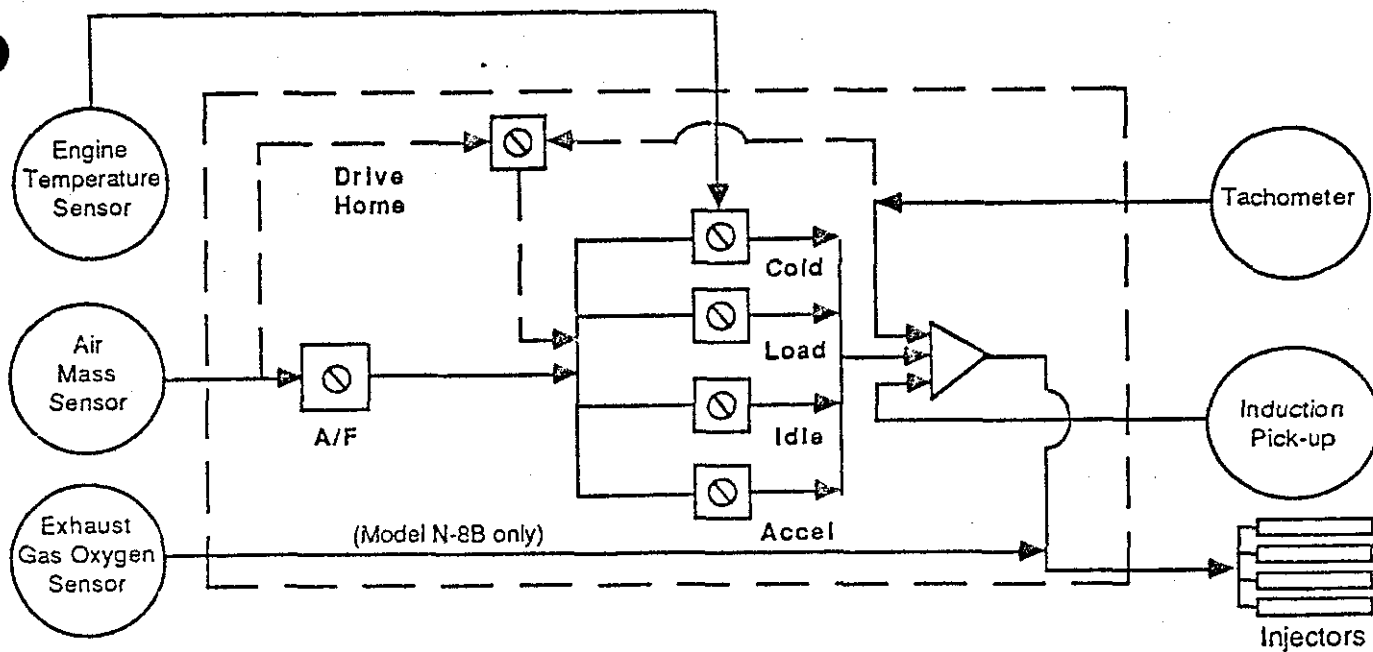 Engine
Temperature
Sensor
Drive
Home
Tachometer
Cold
Load
Air
Mass
Sensor
A/F
Idle
Induction
Pick-up
Exhaust
Gas Oxygen
Sensor
(Model N-8B only)
Accel
Injectors